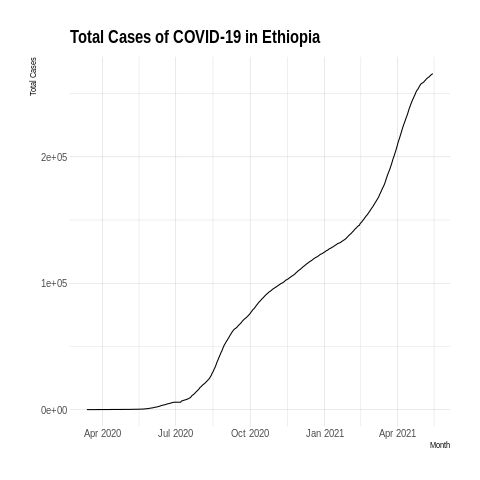 Total Cases of COVID-19 in Ethiopia
Total Cases
2e+05
1e+05
0e+00
Apr 2020 Jul 2020 Oct 2020 Jan 2021 Apr 2021
Month